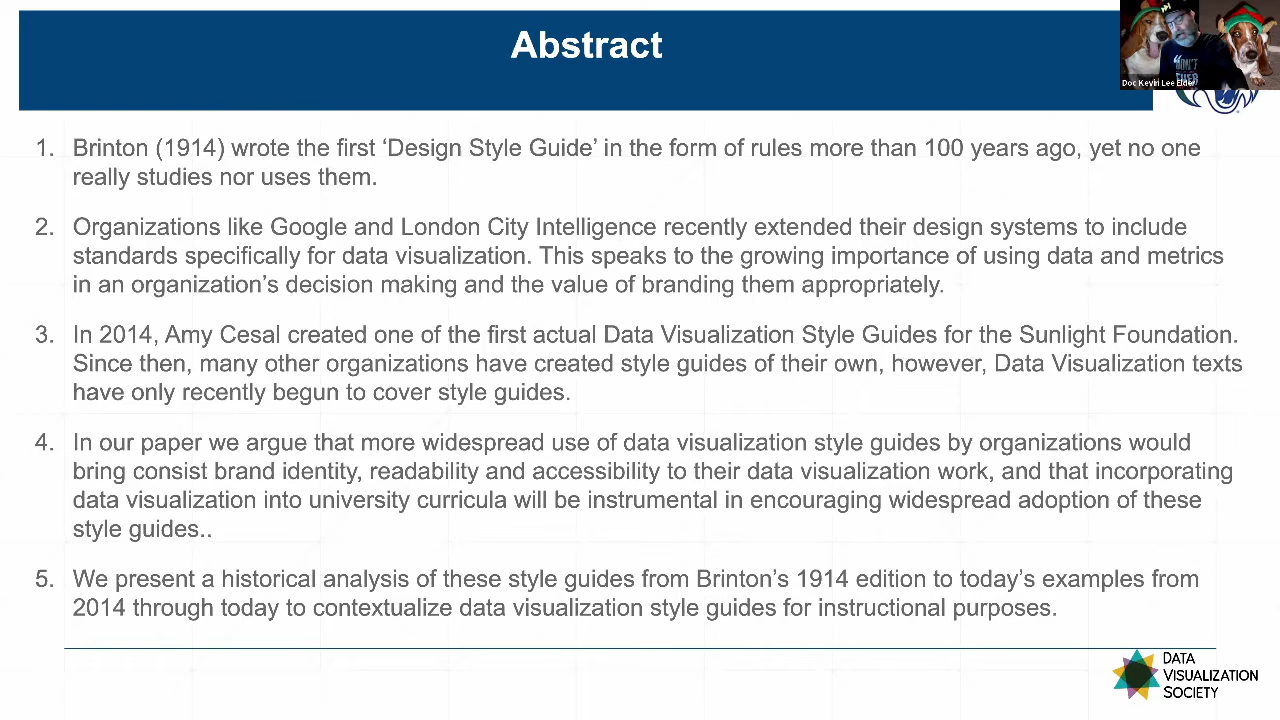 Abstract
Doc Kevin Lee Elder
1. Brinton (1914) wrote the first ‘Design Style Guide’ in the form of rules more than 100 years ago, yet no one
really studies nor uses them.
2. Organizations like Google and London City Intelligence recently extended their design systems to include
standards specifically for data visualization. This speaks to the growing importance of using data and metrics
in an organization’s decision making and the value of branding them appropriately.
3. In 2014, Amy Cesal created one of the first actual Data Visualization Style Guides for the Sunlight Foundation.
Since then, many other organizations have created style guides of their own, however, Data Visualization texts
have only recently begun to cover style guides.
4. In our paper we argue that more widespread use of data visualization style guides by organizations would
bring consist brand identity, readability and accessibility to their data visualization work, and that incorporating
data visualization into university curricula will be instrumental in encouraging widespread adoption of these
style guides..
5. We present a historical analysis of these style guides from Brinton’s 1914 edition to today’s examples from
2014 through today to contextualize data visualization style guides for instructional purposes.
DATA
VISUALIZATION
SOCIETY